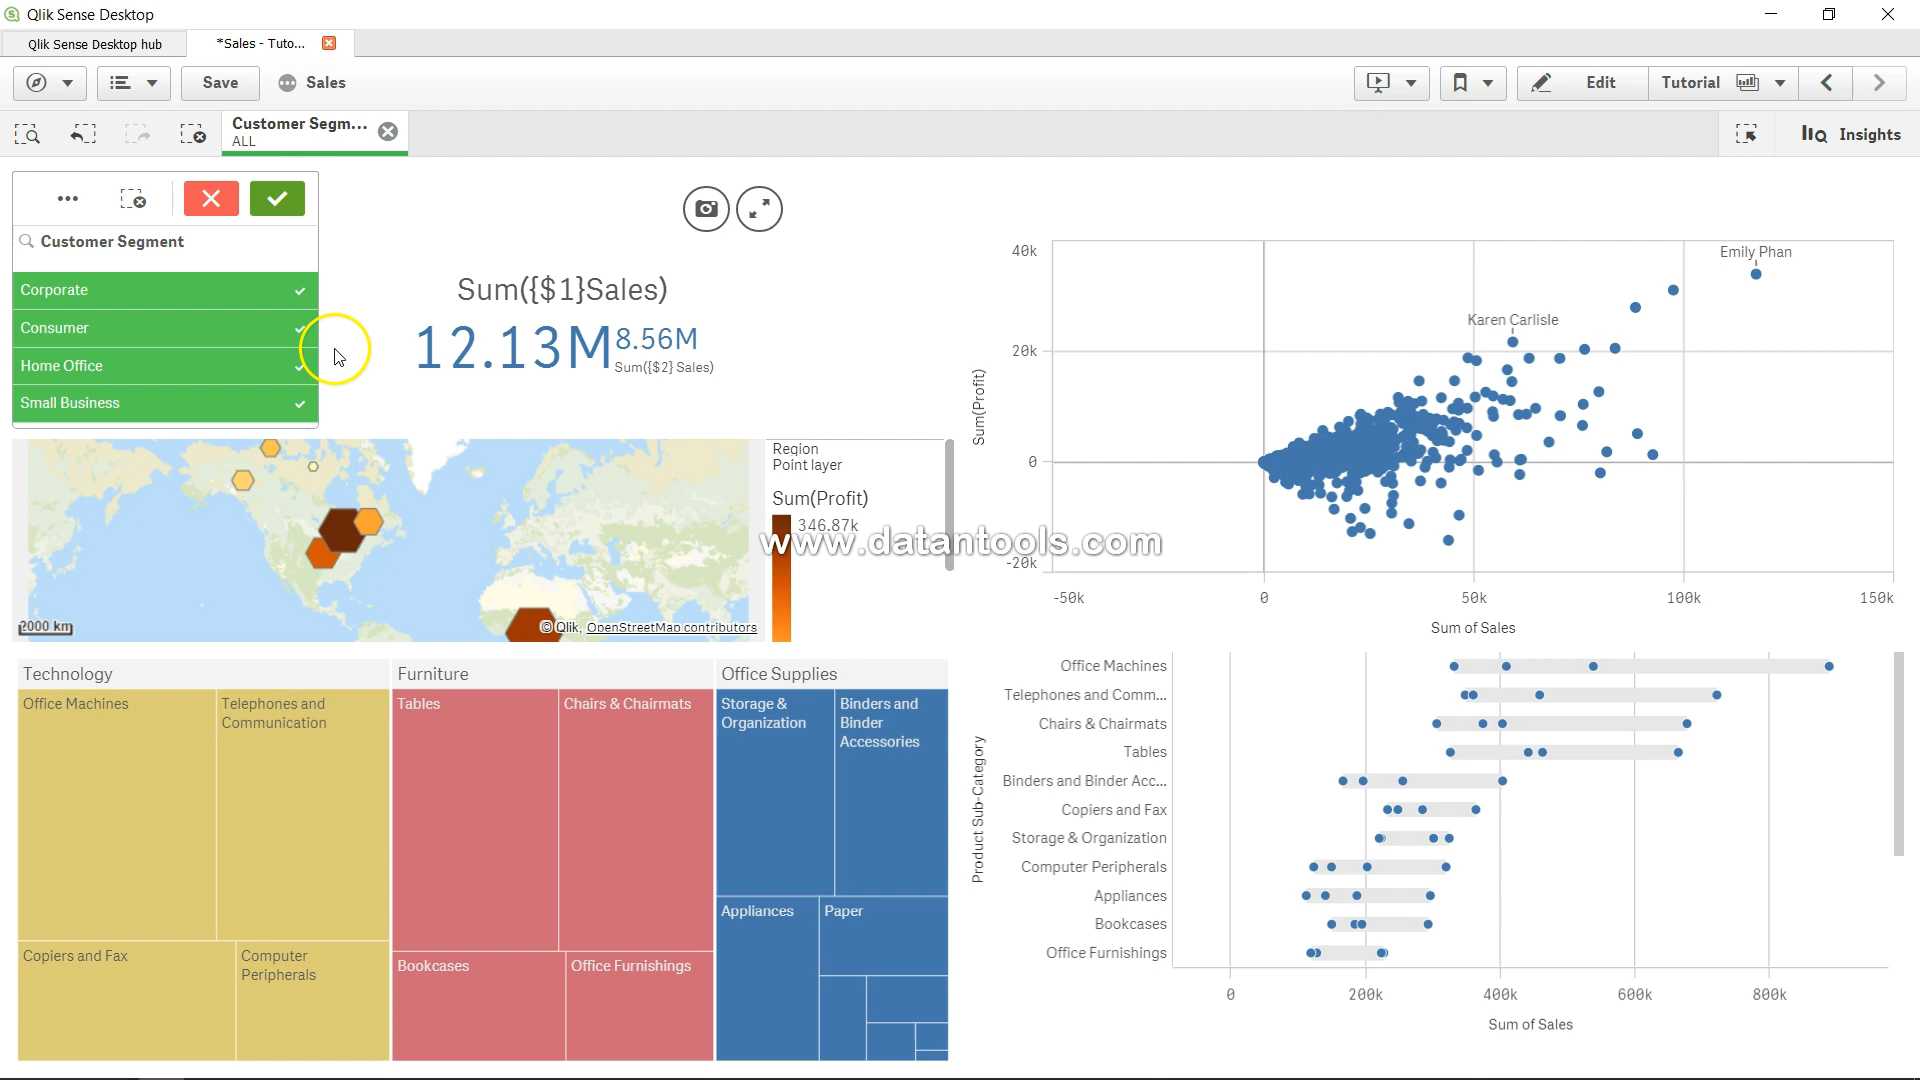 Qlik Sense Desktop
Qlik Sense Desktop hub
*Sales - Tuto...
Save
Sales
Edit
Tutorial
Customer Segm...
ALL
Insights
Customer Segment
Corporate
Consumer
Home Office
Small Business
Sum({$1}Sales)
12.13M
8.56M
Sum({$2} Sales)
2000 km
© Qlik, OpenStreetMap contributors
Region
Point layer
Sum(Profit)
346.87k
www.datantools.com
40k
20k
0
-20k
Sum(Profit)
Emily Phan
Karen Carlisle
-50k
0
50k
100k
150k
Sum of Sales
Technology
Office Machines
Telephones and
Communication
Copiers and Fax
Computer
Peripherals
Furniture
Tables
Chairs & Chairmats
Bookcases
Office Furnishings
Office Supplies
Storage &
Organization
Binders and
Binder
Accessories
Appliances
Paper
Product Sub-Category
Office Machines
Telephones and Comm...
Chairs & Chairmats
Tables
Binders and Binder Acc...
Copiers and Fax
Storage & Organization
Computer Peripherals
Appliances
Bookcases
Office Furnishings
0
200k
400k
600k
800k
Sum of Sales